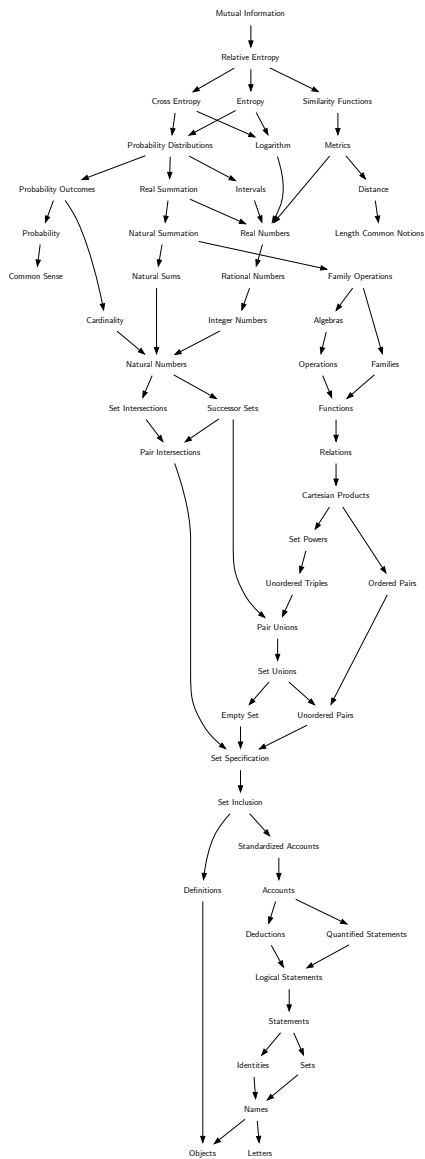 Mutual Information
Relative Entropy
Cross Entropy
Entropy
Similarity Functions
Probability Distributions
Logarithm
Metrics
Probability Outcomes
Real Summation
Intervals
Distance
Probability
Natural Summation
Real Numbers
Length Common Notions
Common Sense
Natural Sums
Rational Numbers
Family Operations
Cardinality
Integer Numbers
Algebras
Natural Numbers
Operations
Families
Set Intersections
Successor Sets
Functions
Pair Intersections
Relations
Cartesian Products
Set Powers
Unordered Triples
Ordered Pairs
Pair Unions
Set Unions
Empty Set
Unordered Pairs
Set Specification
Set Inclusion
Standardized Accounts
Definitions
Accounts
Deductions
Quantified Statements
Logical Statements
Statements
Identities
Sets
Names
Objects
Letters